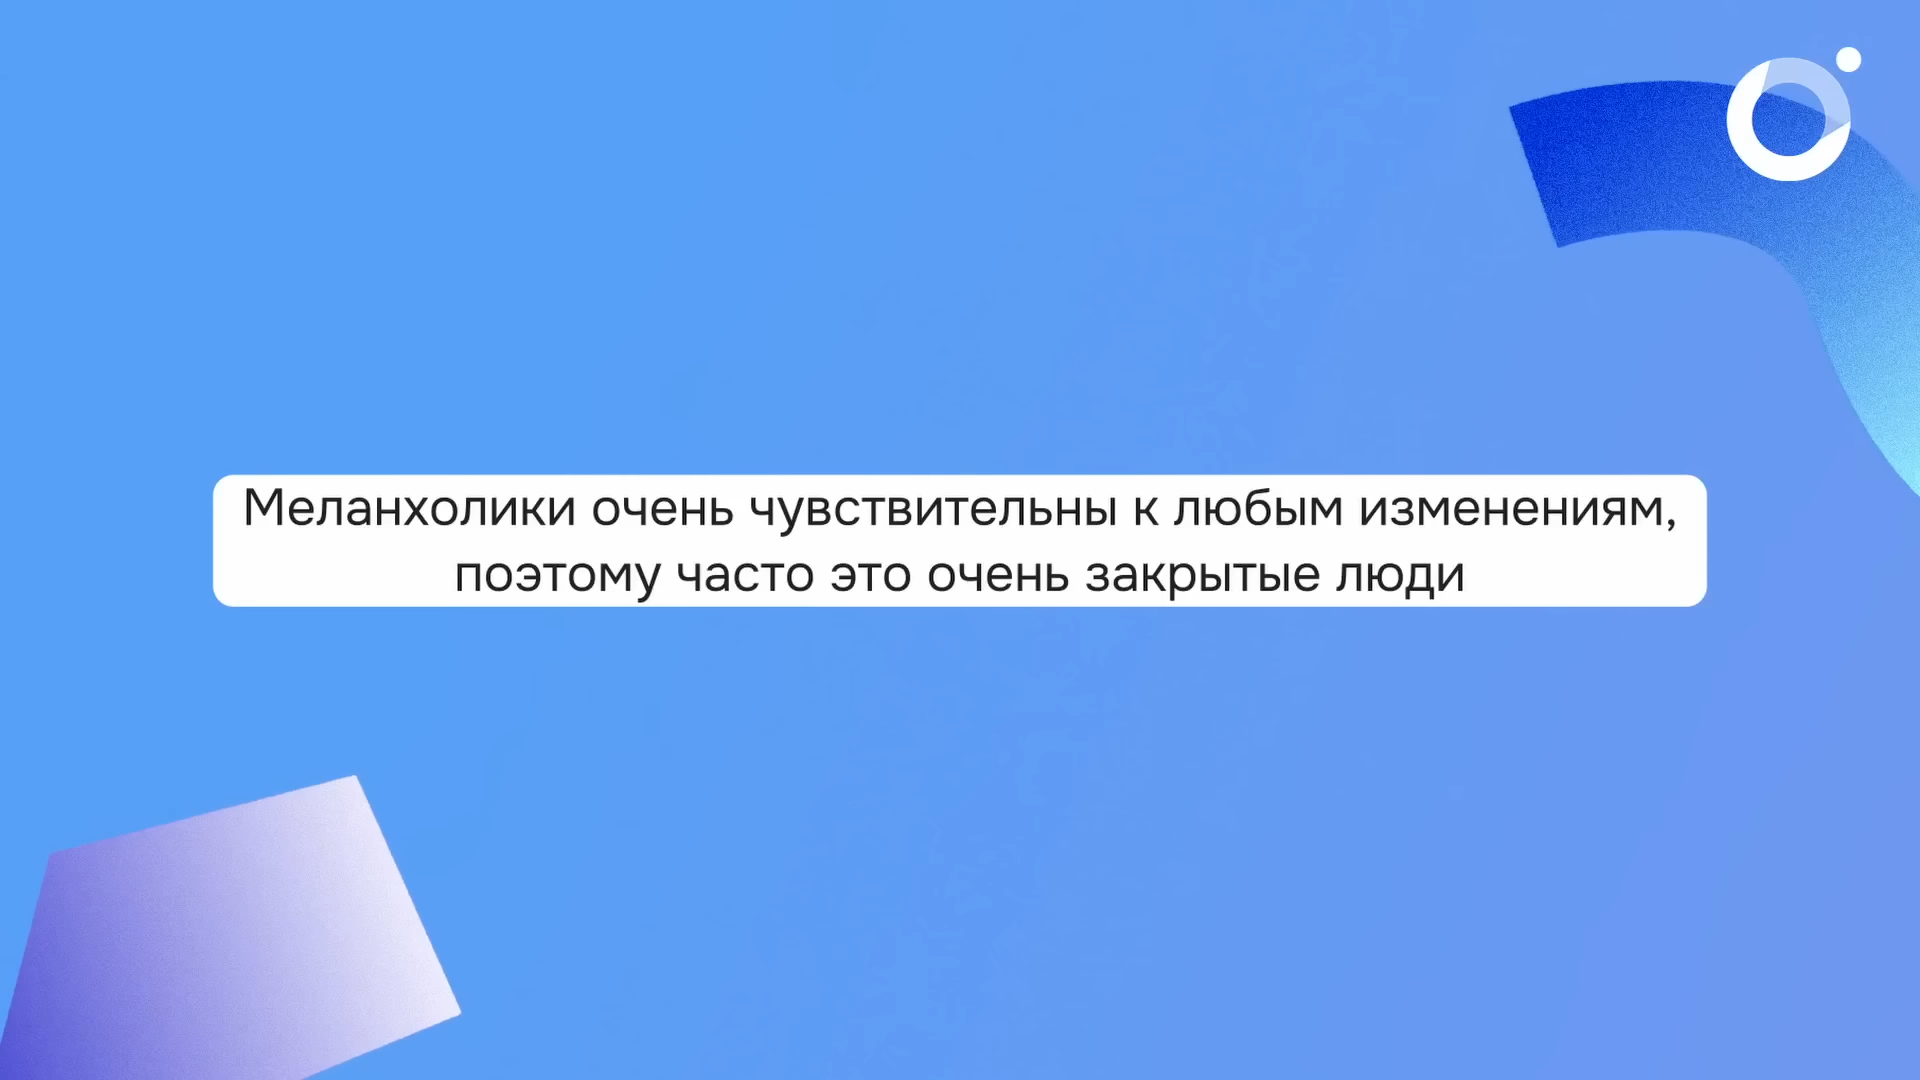 Меланхолики очень чувствительны к любым изменениям,
поэтому часто это очень закрытые люди